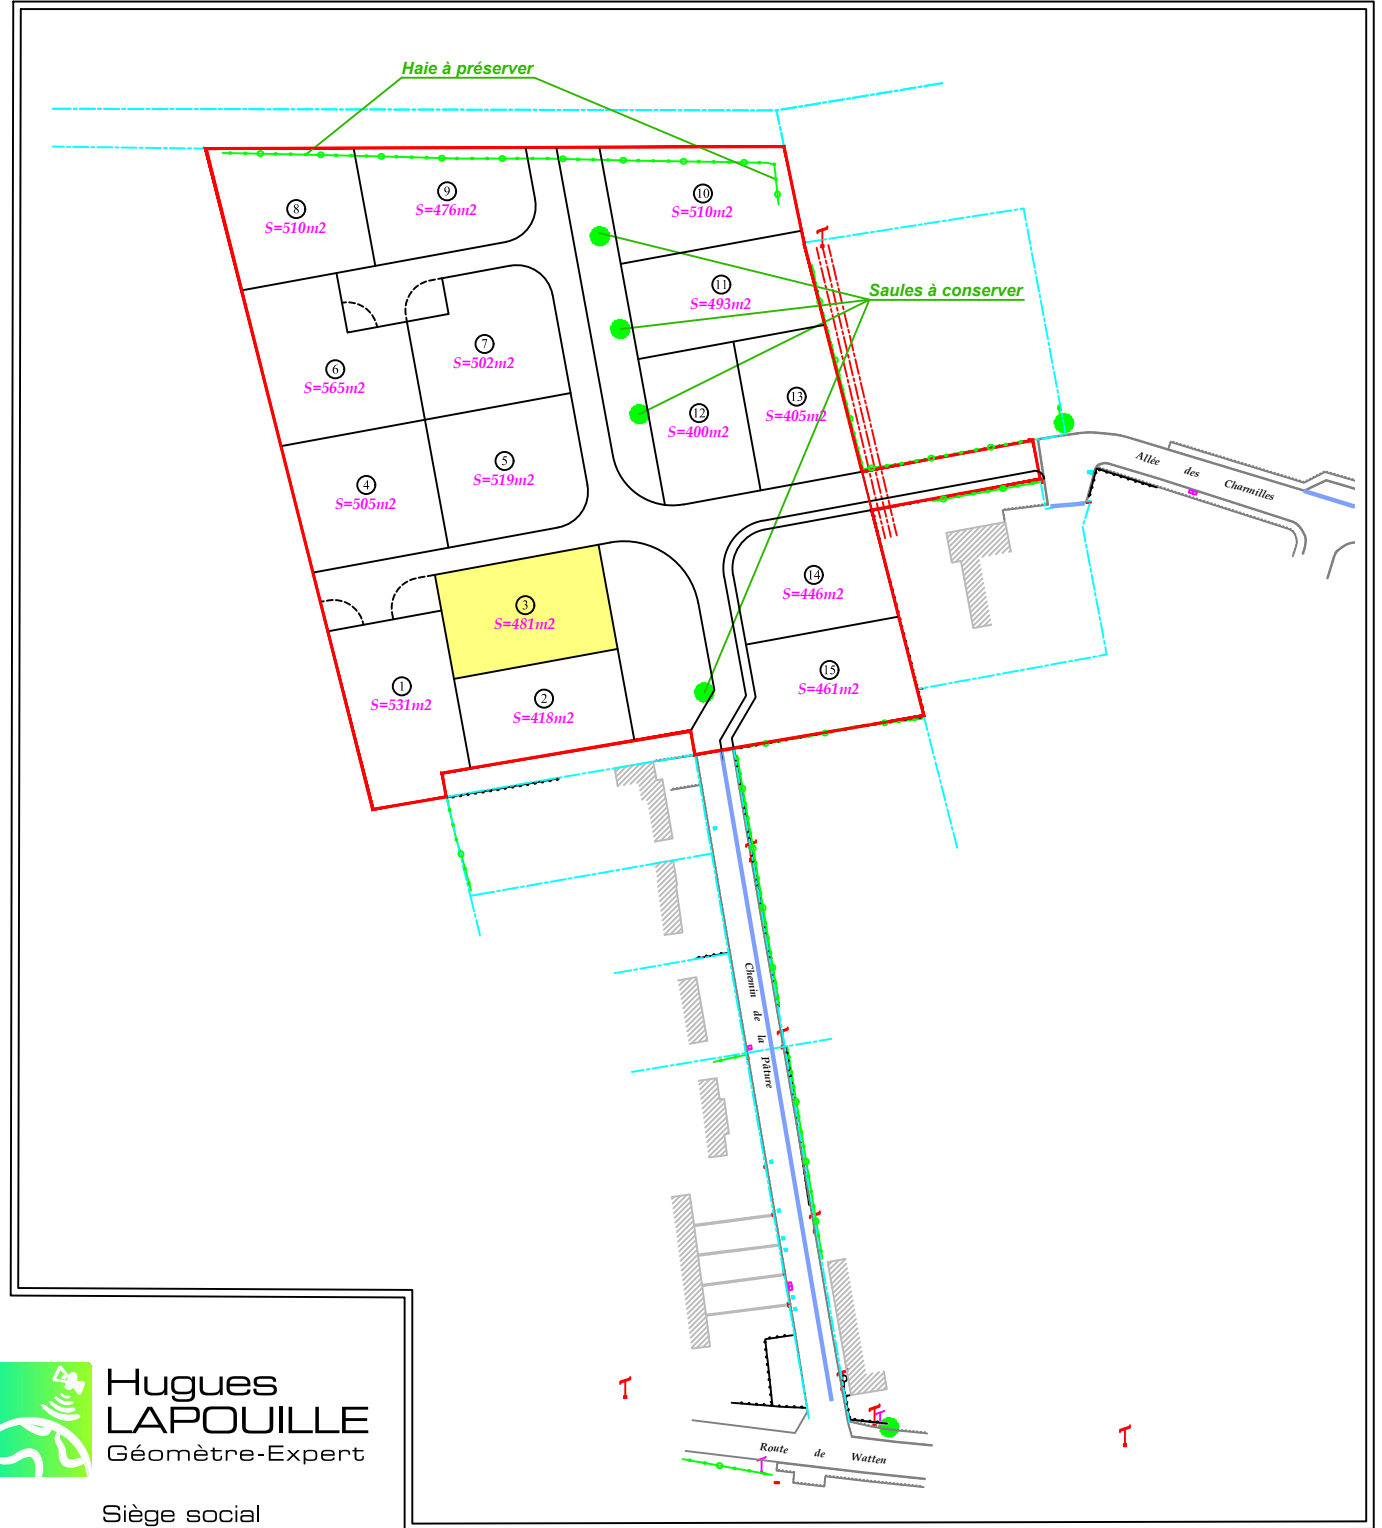 Haie à préserver
8
S=510m2
9
S=476m2
10
S=510m2
11
S=493m2
Saules à conserver
7
S=502m2
6
S=565m2
13
S=405m2
12
S=400m2
5
S=519m2
4
S=505m2
Allée des Charmilles
14
S=446m2
3
S=481m2
15
S=461m2
1
S=531m2
2
S=418m2
Chemin de la Pâture
Route de Watten
Hugues
LAPOUILLE
Géomètre-Expert
Siège social